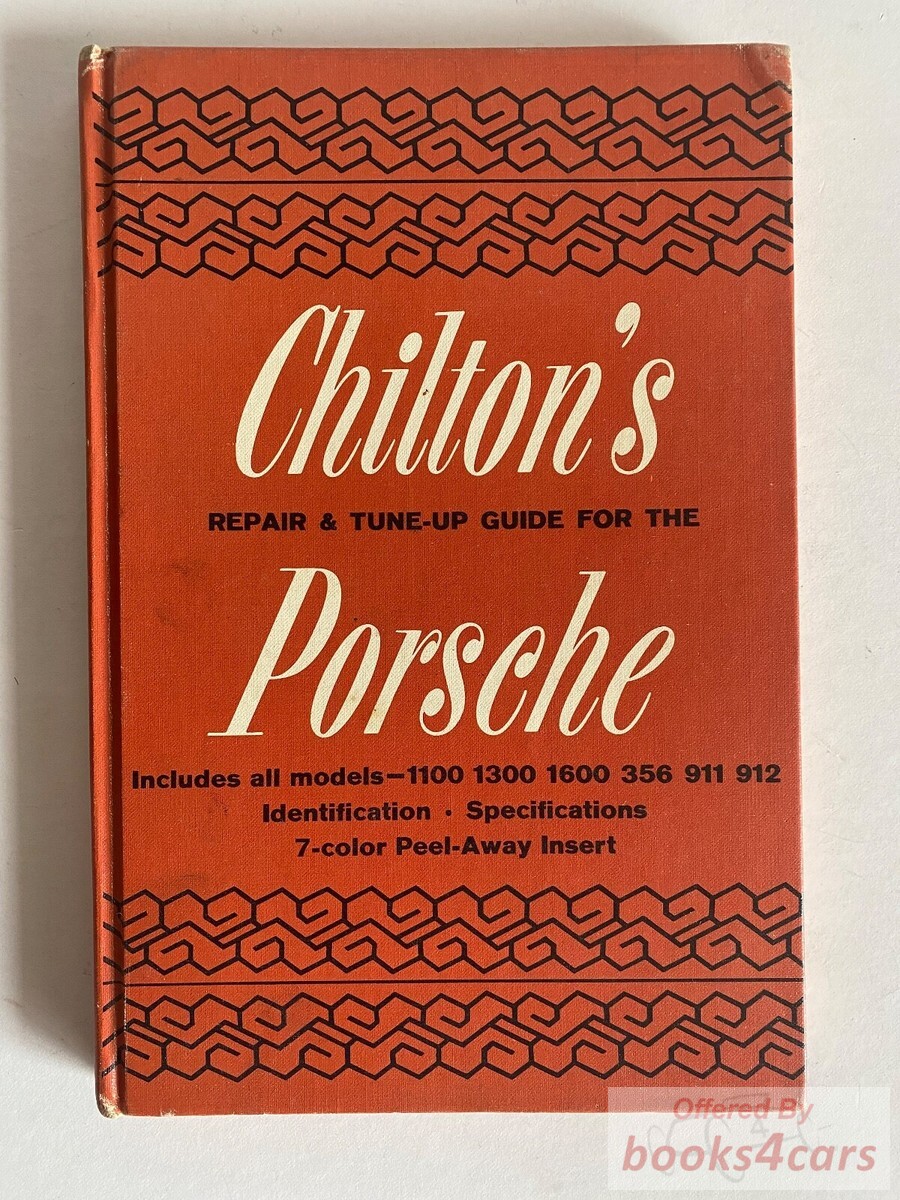 Chilton's
REPAIR & TUNE-UP GUIDE FOR THE
Porsche
Includes all models—1100 1300 1600 356 911 912
Identification · Specifications
7-color Peel-Away Insert
Offered By
books4cars